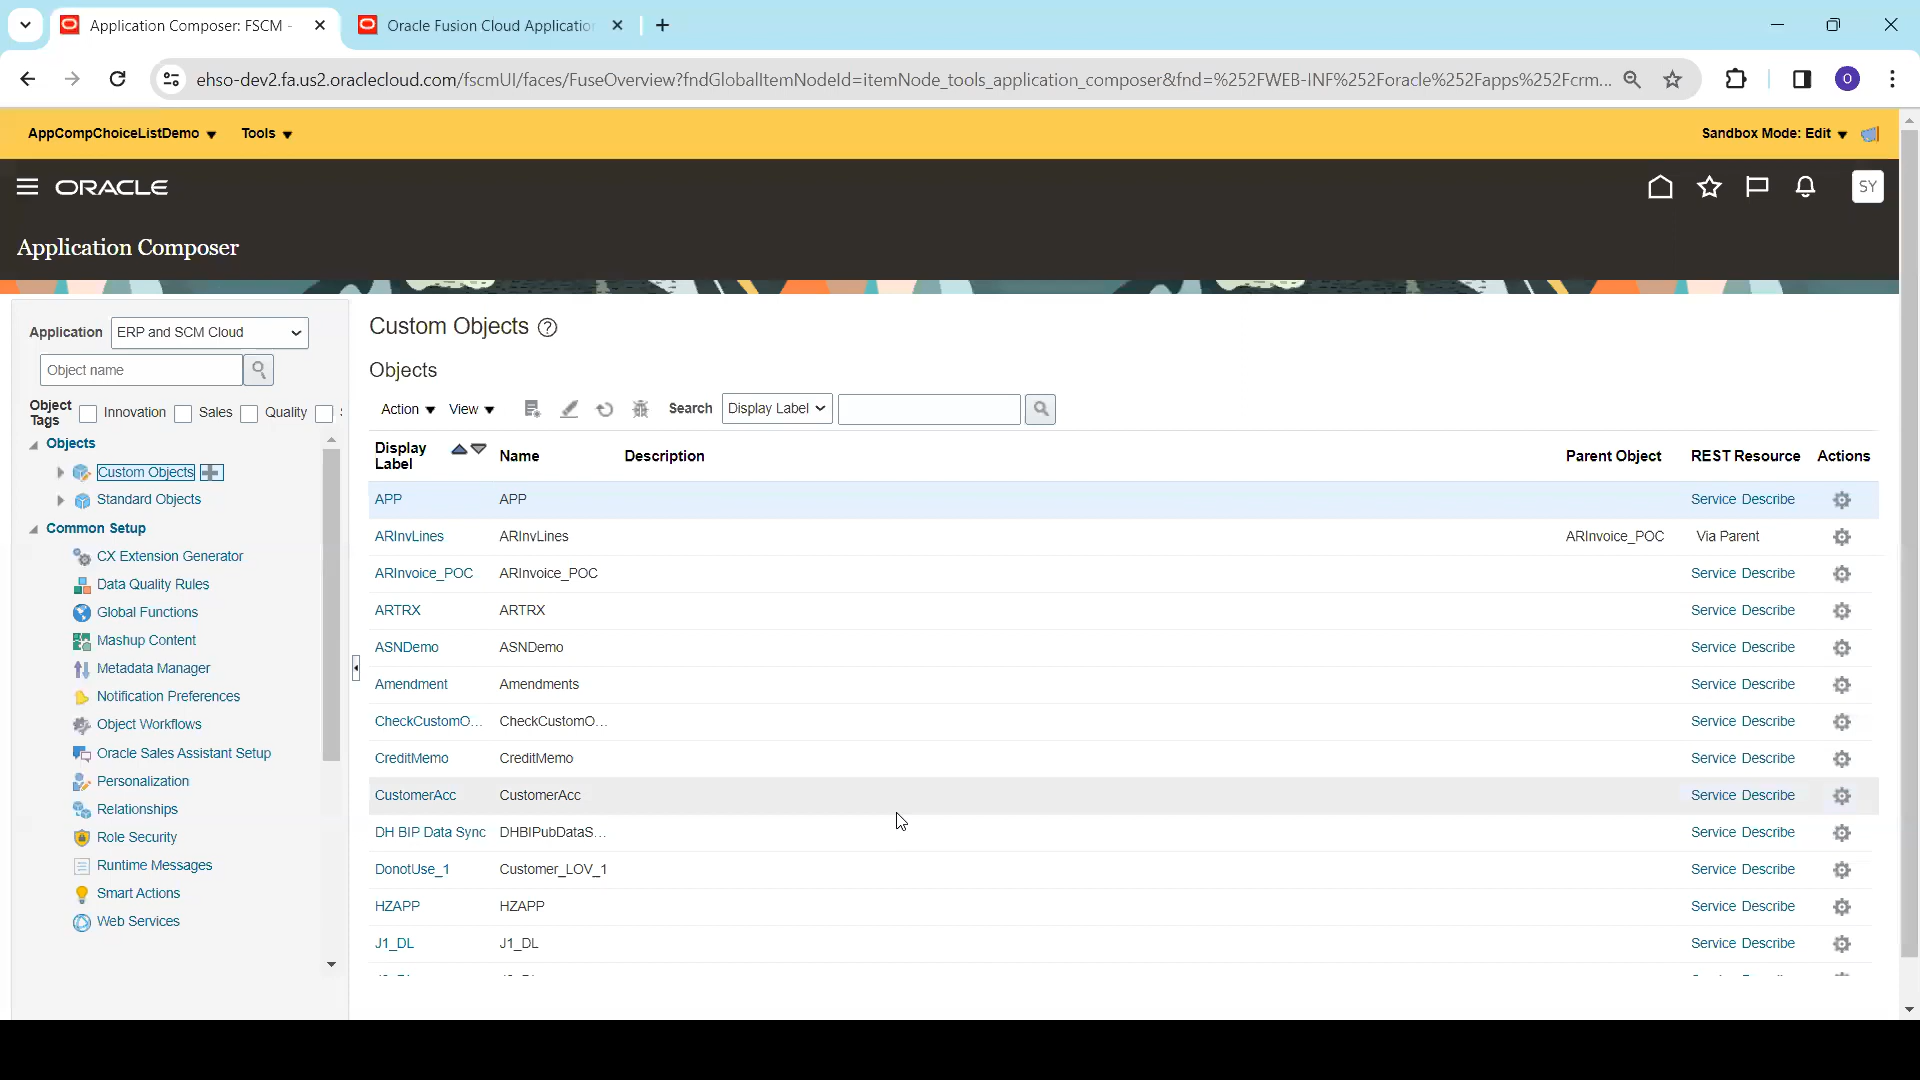 Application Composer: FSCM -
Oracle Fusion Cloud Applicatio
ehso-dev2.fa.us2.oraclecloud.com/fscmUI/faces/FuseOverview?fndGlobalItemNodeId=itemNode_tools_application_composer&fnd=%252FWEB-INF%252Foracle%252Fapps%252Fcrm...
O
AppCompChoiceListDemo
Tools
Sandbox Mode: Edit
ORACLE
SY
Application Composer
Application
ERP and SCM Cloud
Object name
Object Tags
Innovation
Sales
Quality
Objects
Custom Objects
Standard Objects
Common Setup
CX Extension Generator
Data Quality Rules
Global Functions
Mashup Content
Metadata Manager
Notification Preferences
Object Workflows
Oracle Sales Assistant Setup
Personalization
Relationships
Role Security
Runtime Messages
Smart Actions
Web Services
Custom Objects
Objects
Action View Search Display Label
Display Label Name Description Parent Object REST Resource Actions
APP APP Service Describe
ARInvLines ARInvLines ARInvoice_POC Via Parent
ARInvoice_POC ARInvoice_POC Service Describe
ARTRX ARTRX Service Describe
ASNDemo ASNDemo Service Describe
Amendment Amendments Service Describe
CheckCustomO... CheckCustomO... Service Describe
CreditMemo CreditMemo Service Describe
CustomerAcc CustomerAcc Service Describe
DH BIP Data Sync DHBIPubDataS... Service Describe
DonotUse_1 Customer_LOV_1 Service Describe
HZAPP HZAPP Service Describe
J1_DL J1_DL Service Describe